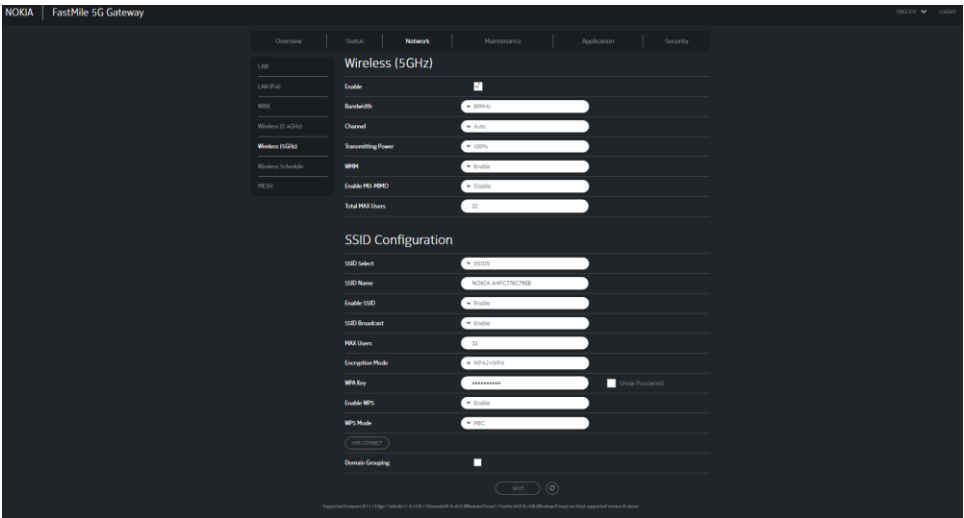 NOKIA FastMile 5G Gateway ENGLISH LOGOUT
Overview Status Network Maintenance Application Security
LAN
LAN IPv6
WAN
Wireless (2.4GHz)
Wireless (5GHz)
Wireless Schedule
MESH
Wireless (5GHz)
Enable
Bandwidth 80MHz
Channel Auto
Transmitting Power 100%
WMM Enable
Enable MU-MIMO Disable
Total MAX Users 32
SSID Configuration
SSID Select
SSID Name
Enable SSID Enable
SSID Broadcast Enable
MAX Users 32
Encryption Mode WPA2+WPA
WPA Key ********** Show Password
Enable WPS Enable
WPS Mode PBC
WPS CONNECT
Domain Grouping
SAVE